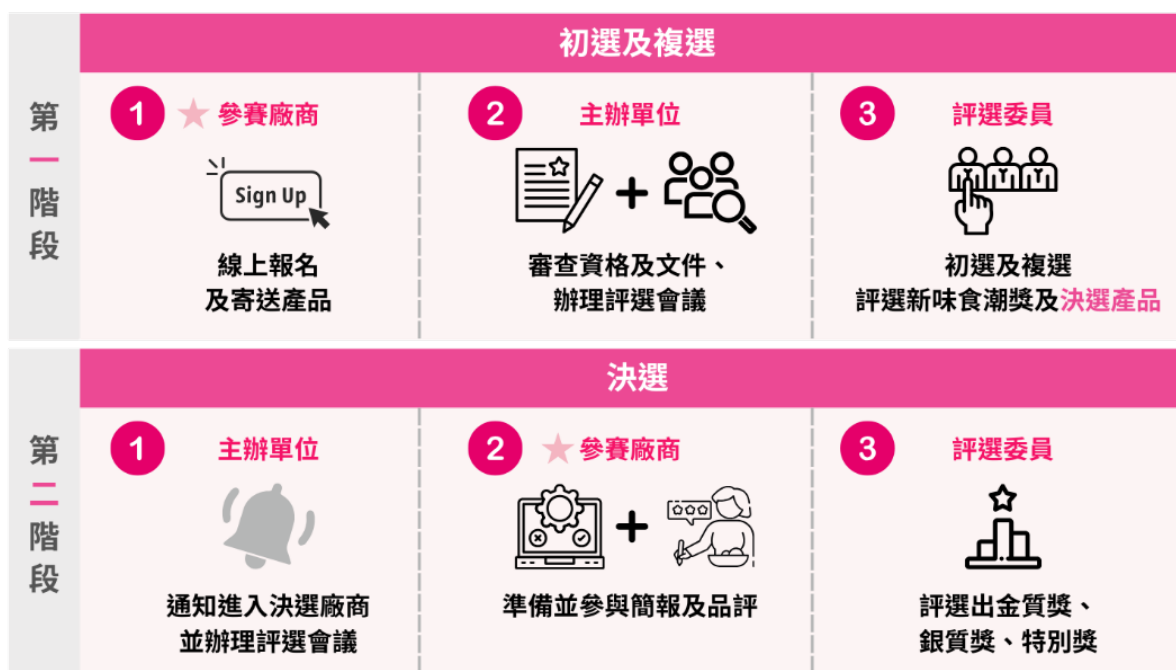 初選及複選
第一階段
1 ★ 參賽廠商
Sign Up
線上報名
及寄送產品
2 主辦單位
審查資格及文件、
辦理評選會議
3 評選委員
初選及複選
評選新味食潮獎及決選產品
決選
第二階段
1 主辦單位
通知進入決選廠商
並辦理評選會議
2 ★ 參賽廠商
準備並參與簡報及品評
3 評選委員
評選出金質獎、
銀質獎、特別獎